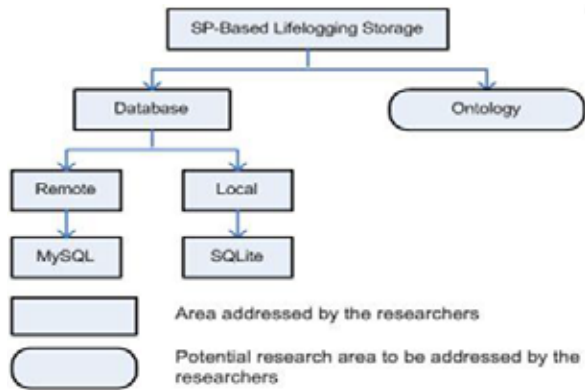 SP-Based Lifelogging Storage
Database
Ontology
Remote
Local
MySQL
SQLite
Area addressed by the researchers
Potential research area to be addressed by the
researchers